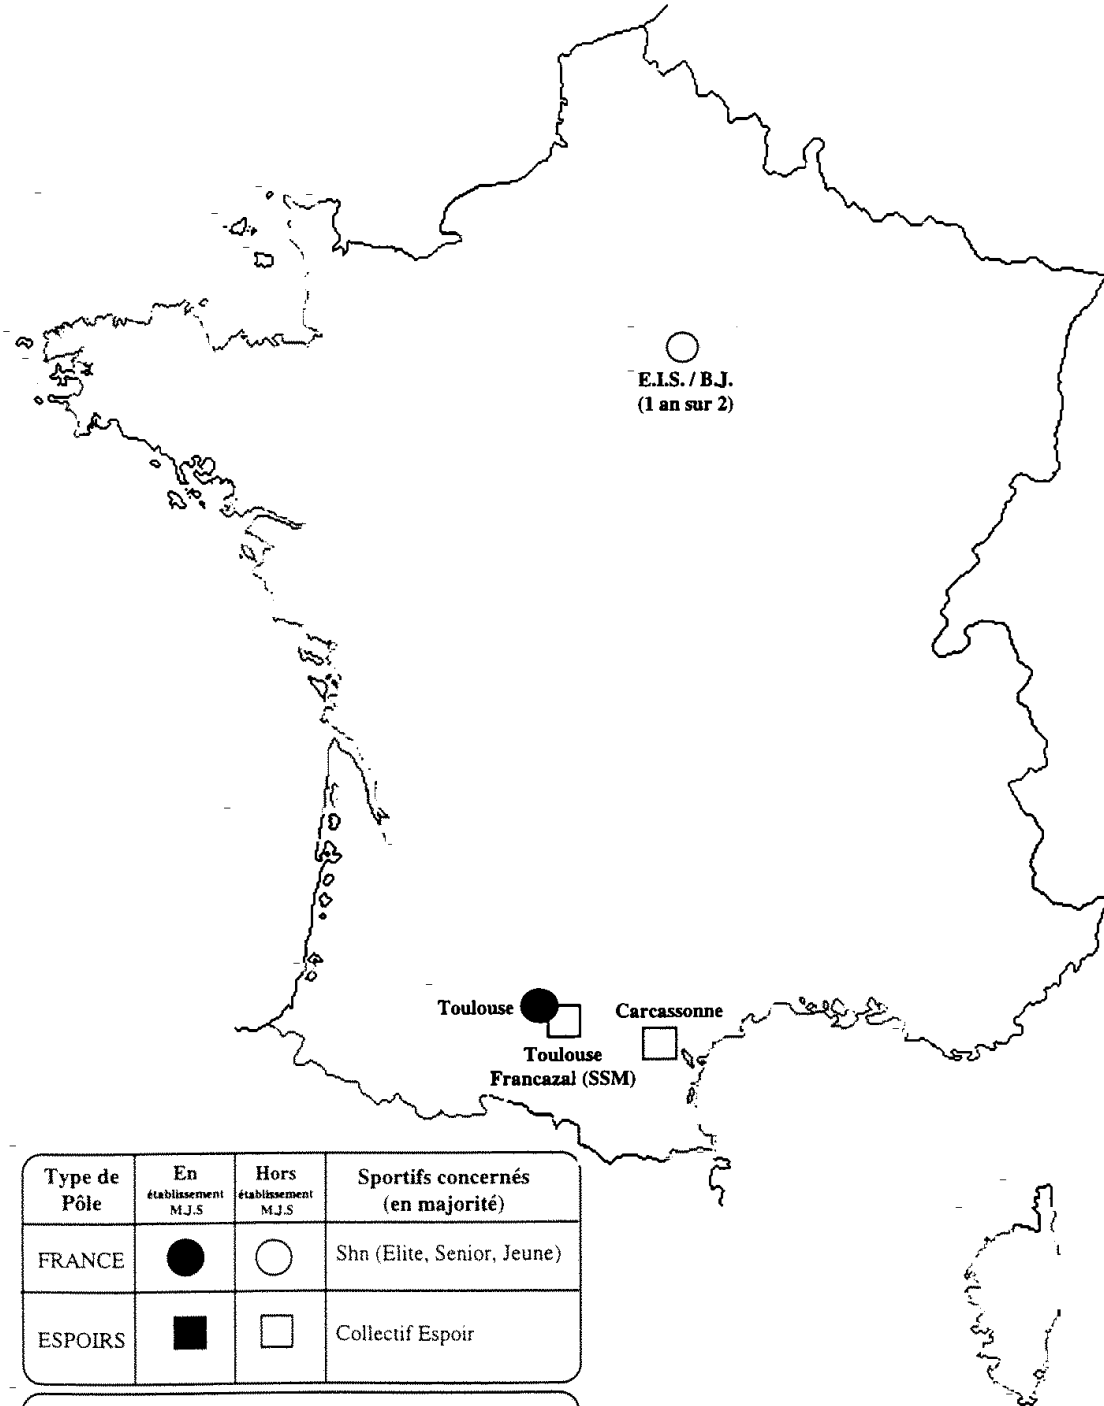 E.I.S. / B.J.
(1 an sur 2)
Toulouse
Carcassonne
Toulouse
Francazal (SSM)
Type de
Pôle
En
établissement
M.J.S
Hors
établissement
M.J.S
Sportifs concernés
(en majorité)
FRANCE
Shn (Elite, Senior, Jeune)
ESPOIRS
Collectif Espoir